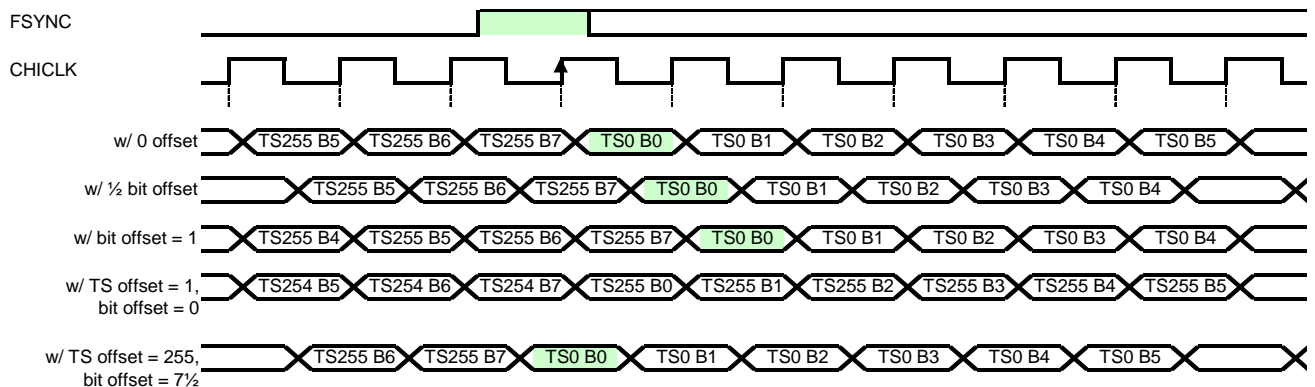 FSYNC
CHICLK
w/ 0 offset TS255 B5 TS255 B6 TS255 B7 TS0 B0 TS0 B1 TS0 B2 TS0 B3 TS0 B4 TS0 B5
w/ ½ bit offset TS255 B5 TS255 B6 TS255 B7 TS0 B0 TS0 B1 TS0 B2 TS0 B3 TS0 B4
w/ bit offset = 1 TS255 B4 TS255 B5 TS255 B6 TS255 B7 TS0 B0 TS0 B1 TS0 B2 TS0 B3 TS0 B4
w/ TS offset = 1, TS254 B5 TS254 B6 TS254 B7 TS255 B0 TS255 B1 TS255 B2 TS255 B3 TS255 B4 TS255 B5
bit offset = 0
w/ TS offset = 255, TS255 B6 TS255 B7 TS0 B0 TS0 B1 TS0 B2 TS0 B3 TS0 B4 TS0 B5
bit offset = 7½